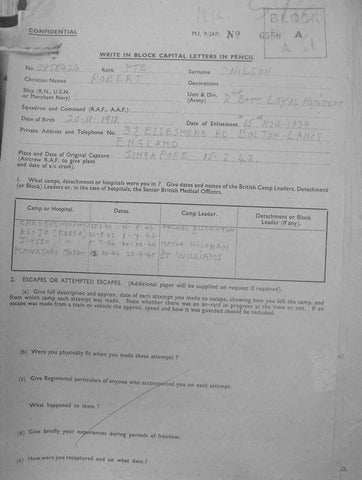 CONFIDENTIAL
M.I. 9/JAP. No 6550
BLOCK
A
A.
WRITE IN BLOCK CAPITAL LETTERS IN PENCIL
No. 3858426 Rank PTE Surname WILSON
Christian Names ROBERT
Ship (R.N., U.S.N. or Merchant Navy)
Unit & Div. (Army) 2nd BATT. LOYAL REGIMENT
Squadron and Command (R.A.F., A.A.F.)
Date of Birth Date of Enlistment 15th NOV. 1939
Private Address and Telephone No. 37 ELLESMERE RD BOLTON LANCS
ENGLAND
Place and Date of Original Capture SINGAPORE 15.2.42.
(Aircrew R.A.F. to give place
and date of a/c crash).
1. What camps, detachments or hospitals were you in ? Give dates and names of the British Camp Leaders, Detachment
(or Block) Leaders or, in the case of hospitals, the Senior British Medical Officers.
Camp or Hospital. Dates. Camp Leader. Detachment or Block Leader (if any).
KEIJO (KOREA)
JINSEN
KAWASAKI
2. ESCAPES OR ATTEMPTED ESCAPES. (Additional paper will be supplied on request if required).
(a) Give full description and approx. date of each attempt you made to escape, showing how you left the camp, and
from which camp each attempt was made. State whether there was an air-raid in progress at the time or not. If an
escape was made from a train or vehicle the approx. speed and how it was guarded should be included.
(b) Were you physically fit when you made these attempts ?
(c) Give Regimental particulars of anyone who accompanied you on each attempt.
What happened to them ?
(d) Give briefly your experiences during periods of freedom.
(e) How were you recaptured and on what date ?